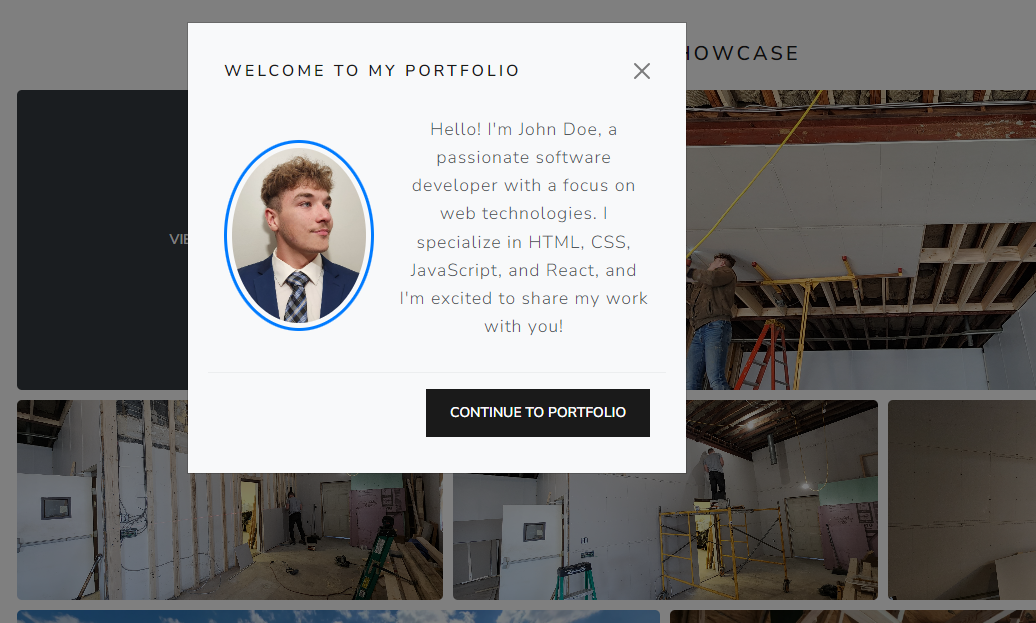 HOWCASE
WELCOME TO MY PORTFOLIO
Hello! I'm John Doe, a
passionate software
developer with a focus on
web technologies. I
specialize in HTML, CSS,
JavaScript, and React, and
I'm excited to share my work
with you!
VIE
CONTINUE TO PORTFOLIO